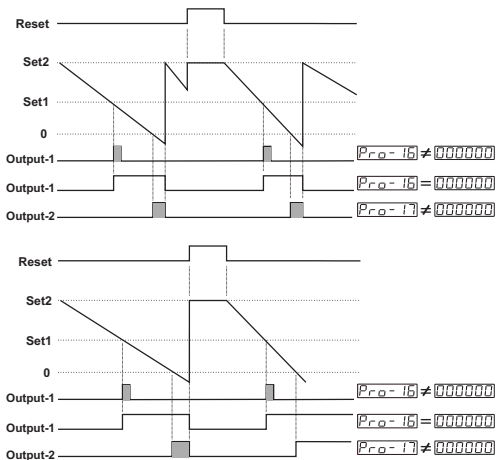 Reset
Set2
Set1
0
Output-1 Pro-16 ≠ 000000
Output-1 Pro-16 = 000000
Output-2 Pro-17 ≠ 000000
Reset
Set2
Set1
0
Output-1 Pro-16 ≠ 000000
Output-1 Pro-16 = 000000
Output-2 Pro-17 ≠ 000000